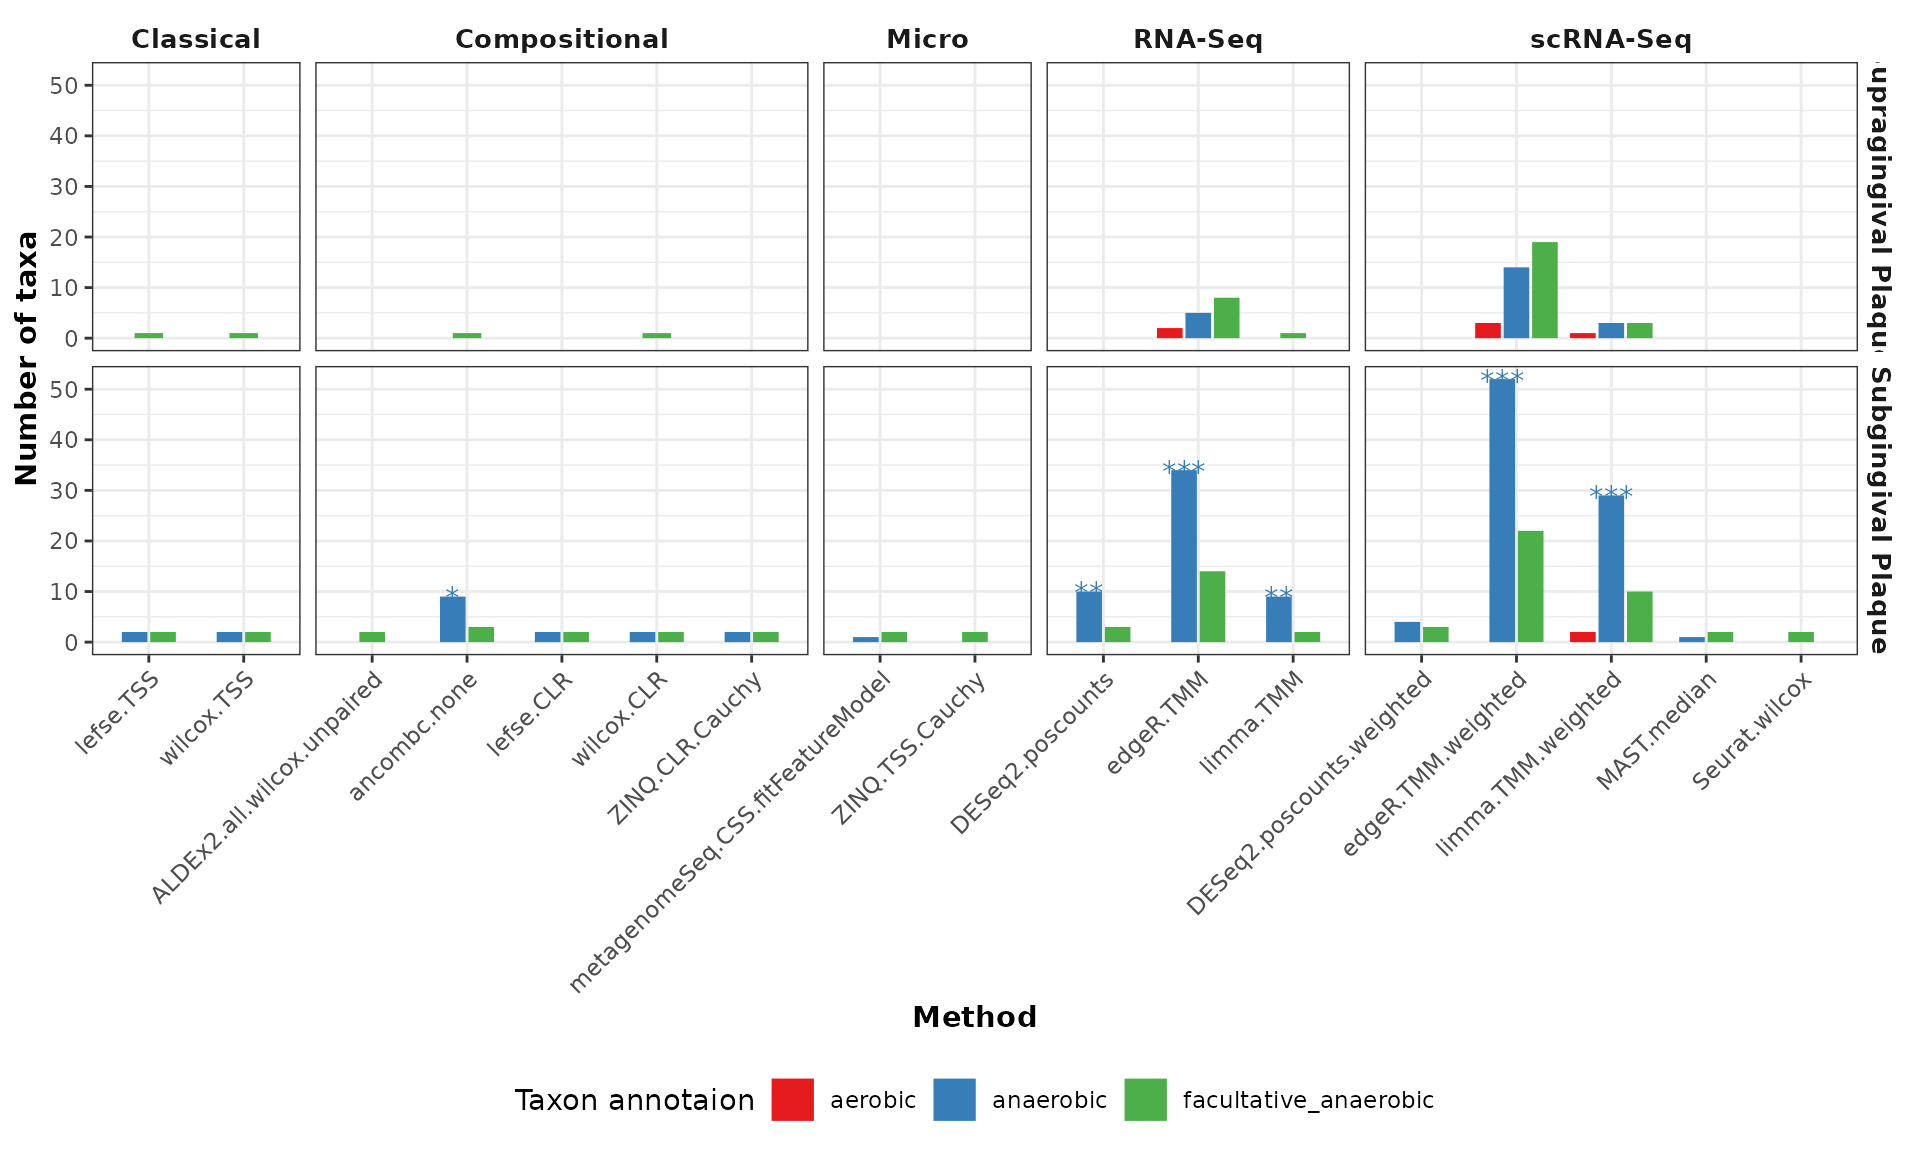 Classical
Compositional
Micro
RNA-Seq
scRNA-Seq
Number of taxa
50
40
30
20
10
0
upragingival Plaqu
50
40
30
20
10
0
*
**
***
**
***
***
Subgingival Plaque
lefse.TSS
wilcox.TSS
ALDEx2.all.wilcox.unpaired
ancombc.none
lefse.CLR
wilcox.CLR
ZINQ.CLR.Cauchy
metagenomeSeq.CSS.fitFeatureModel
ZINQ.TSS.Cauchy
DESeq2.poscounts
edgeR.TMM
limma.TMM
DESeq2.poscounts.weighted
edgeR.TMM.weighted
limma.TMM.weighted
MAST.median
Seurat.wilcox
Method
Taxon annotaion aerobic anaerobic facultative_anaerobic